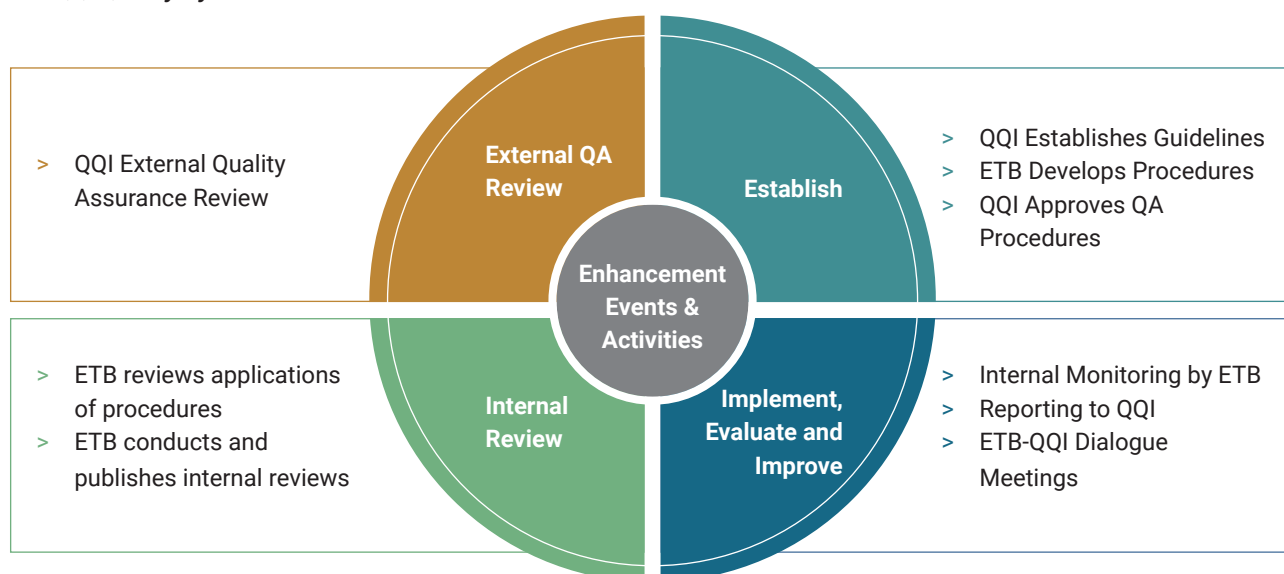 External QA
Review
> QQI External Quality
Assurance Review
Establish
> QQI Establishes Guidelines
> ETB Develops Procedures
> QQI Approves QA
Procedures
Enhancement
Events &
Activities
Internal
Review
> ETB reviews applications
of procedures
> ETB conducts and
publishes internal reviews
Implement,
Evaluate and
Improve
> Internal Monitoring by ETB
> Reporting to QQI
> ETB-QQI Dialogue
Meetings